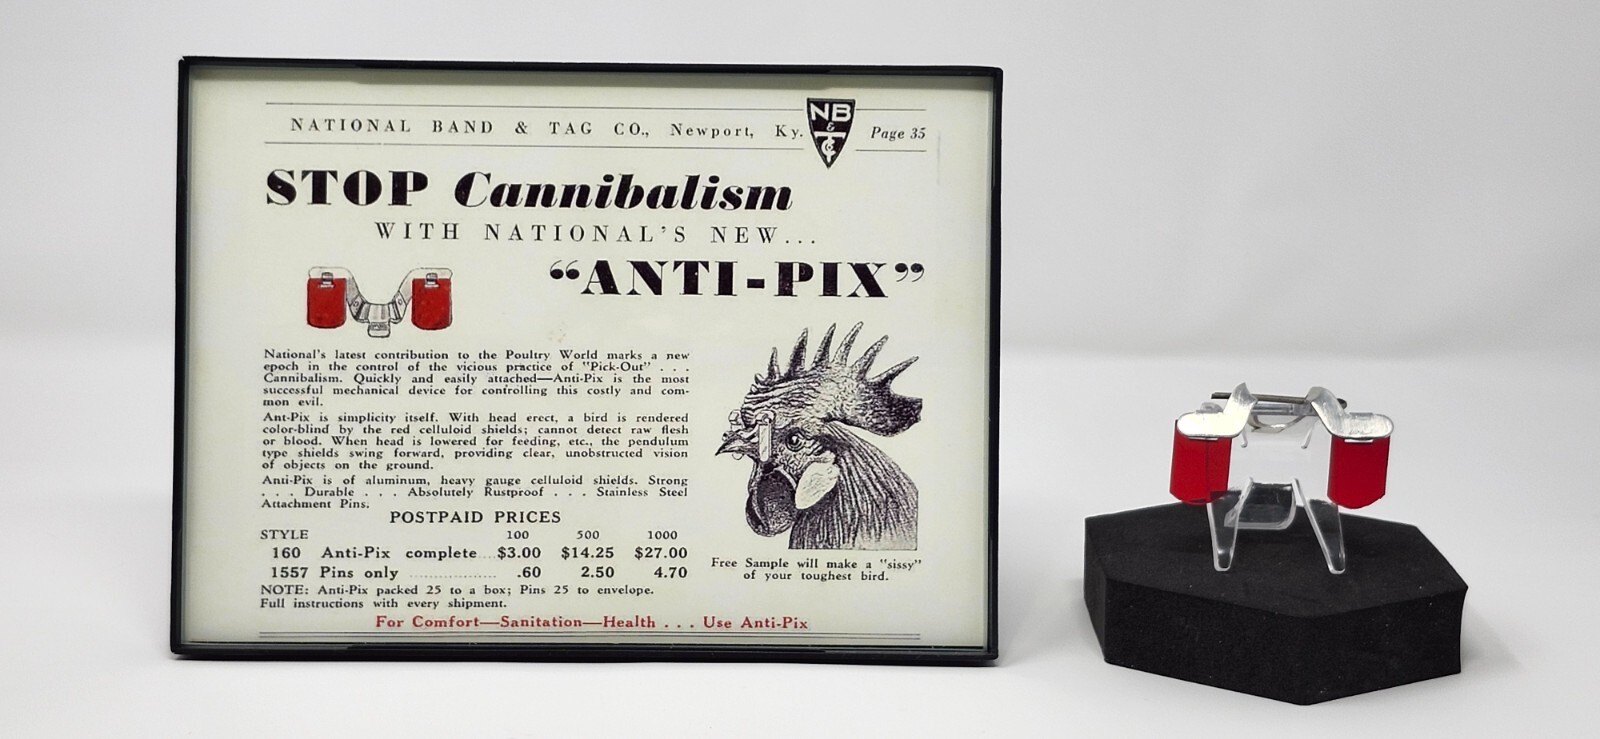 NATIONAL BAND & TAG CO., Newport, Ky. NB & T Co Page 35
STOP Cannibalism
WITH NATIONAL'S NEW...
“ANTI-PIX”
National's latest contribution to the Poultry World marks a new
epoch in the control of the vicious practice of "Pick-Out" . . .
Cannibalism. Quickly and easily attached—Anti-Pix is the most
successful mechanical device for controlling this costly and com-
mon evil.
Ant-Pix is simplicity itself. With head erect, a bird is rendered
color-blind by the red celluloid shields; cannot detect raw flesh
or blood. When head is lowered for feeding, etc., the pendulum
type shields swing forward, providing clear, unobstructed vision
of objects on the ground.
Anti-Pix is of aluminum, heavy gauge celluloid shields. Strong
. . . Durable . . . Absolutely Rustproof . . . Stainless Steel
Attachment Pins.
POSTPAID PRICES
STYLE 100 500 1000
160 Anti-Pix complete $3.00 $14.25 $27.00
1557 Pins only .................. .60 2.50 4.70
NOTE: Anti-Pix packed 25 to a box; Pins 25 to envelope.
Full instructions with every shipment.
Free Sample will make a "sissy"
of your toughest bird.
For Comfort—Sanitation—Health . . . Use Anti-Pix